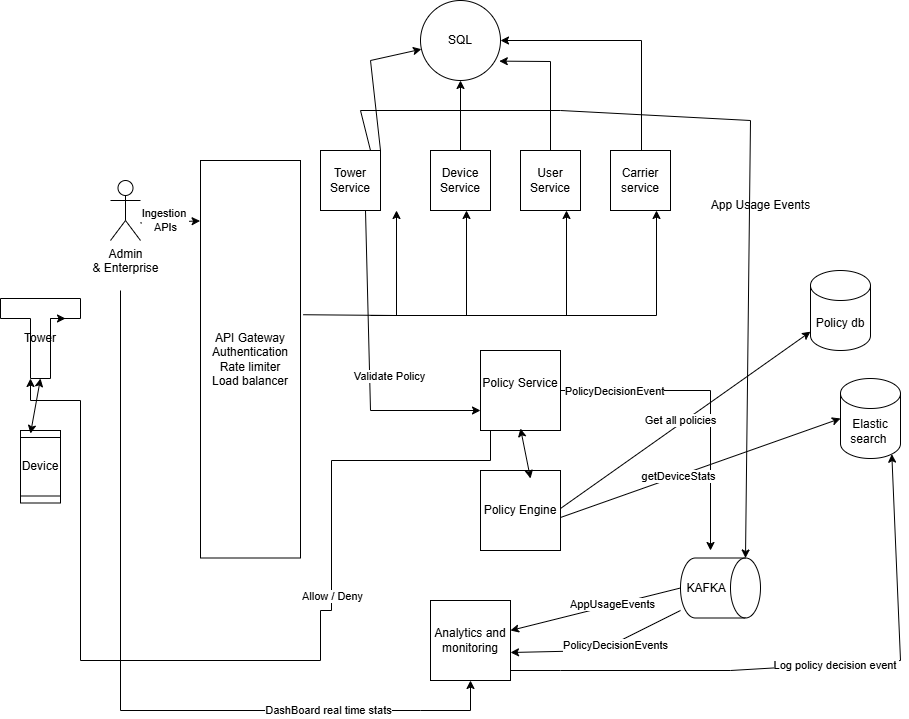 SQL
Tower
Service
Device
Service
User
Service
Carrier
service
App Usage Events
Ingestion
APIs
Admin
& Enterprise
Policy db
Tower
API Gateway
Authentication
Rate limiter
Load balancer
Validate Policy
Policy Service
PolicyDecisionEvent
Get all policies
Elastic
search
Device
getDeviceStats
Policy Engine
KAFKA
Allow / Deny
AppUsageEvents
Analytics and
monitoring
PolicyDecisionEvents
Log policy decision event
DashBoard real time stats